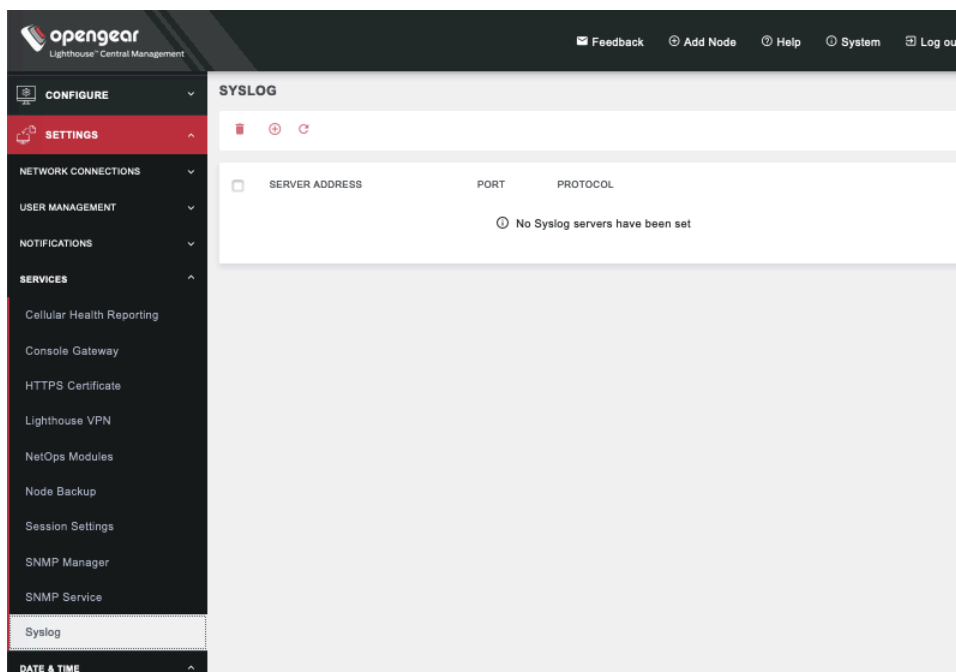 opengear
Lighthouse™ Central Management
Feedback
Add Node
Help
System
Log ou
CONFIGURE
SETTINGS
NETWORK CONNECTIONS
USER MANAGEMENT
NOTIFICATIONS
SERVICES
Cellular Health Reporting
Console Gateway
HTTPS Certificate
Lighthouse VPN
NetOps Modules
Node Backup
Session Settings
SNMP Manager
SNMP Service
Syslog
DATE & TIME
SYSLOG
SERVER ADDRESS PORT PROTOCOL
No Syslog servers have been set